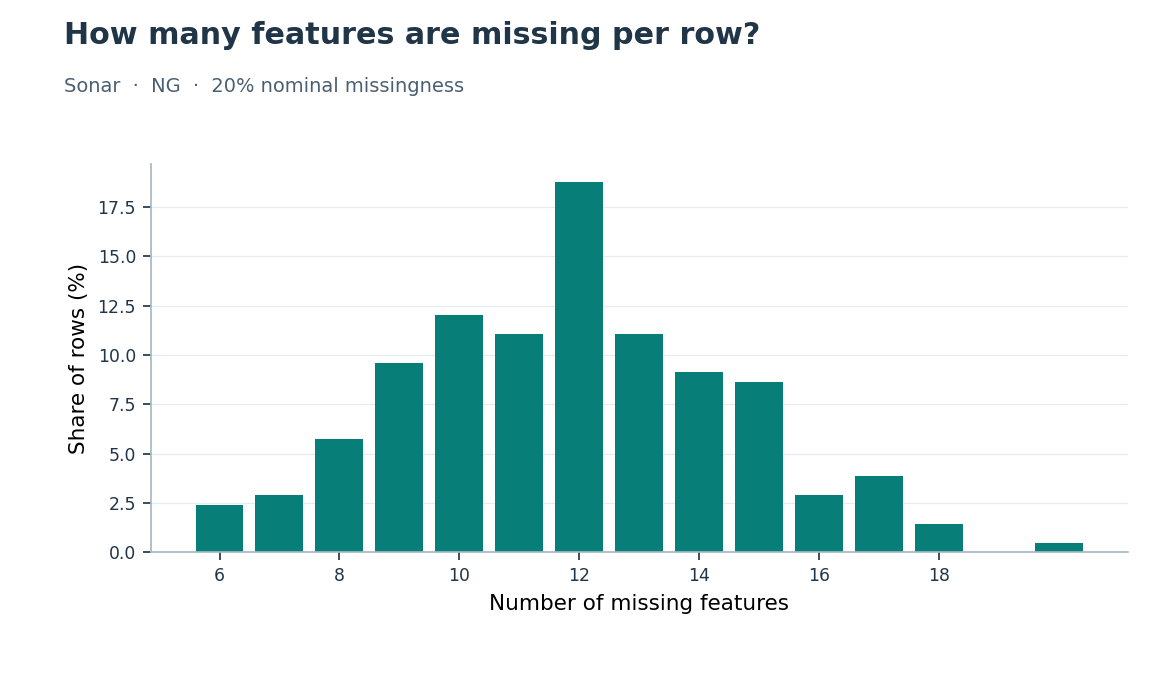 How many features are missing per row?
Sonar · NG · 20% nominal missingness
Share of rows (%)
17.5
15.0
12.5
10.0
7.5
5.0
2.5
0.0
6 8 10 12 14 16 18
Number of missing features